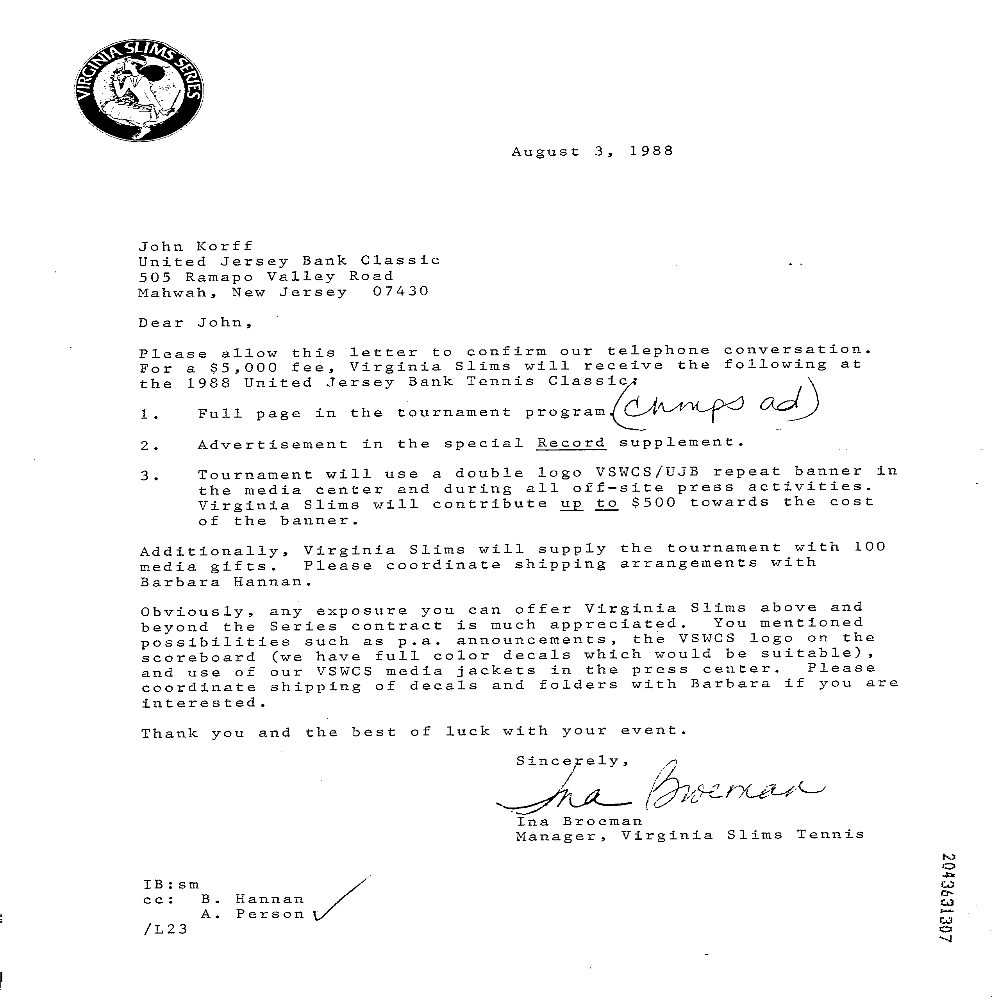 VIRGINIA SLIMS SERIES
August 3, 1988
John Korff
United Jersey Bank Classic
505 Ramapo Valley Road
Mahwah, New Jersey 07430
Dear John,
Please allow this letter to confirm our telephone conversation.
For a $5,000 fee, Virginia Slims will receive the following at
the 1988 United Jersey Bank Tennis Classic:
1. Full page in the tournament program. (Chmps ad)
2. Advertisement in the special Record supplement.
3. Tournament will use a double logo VSWCS/UJB repeat banner in
the media center and during all off-site press activities.
Virginia Slims will contribute up to $500 towards the cost
of the banner.
Additionally, Virginia Slims will supply the tournament with 100
media gifts. Please coordinate shipping arrangements with
Barbara Hannan.
Obviously, any exposure you can offer Virginia Slims above and
beyond the Series contract is much appreciated. You mentioned
possibilities such as p.a. announcements, the VSWCS logo on the
scoreboard (we have full color decals which would be suitable),
and use of our VSWCS media jackets in the press center. Please
coordinate shipping of decals and folders with Barbara if you are
interested.
Thank you and the best of luck with your event.
Sincerely,
Ina Broeman
Ina Broeman
Manager, Virginia Slims Tennis
IB:sm
cc: B. Hannan
A. Person
/L23
2043631307